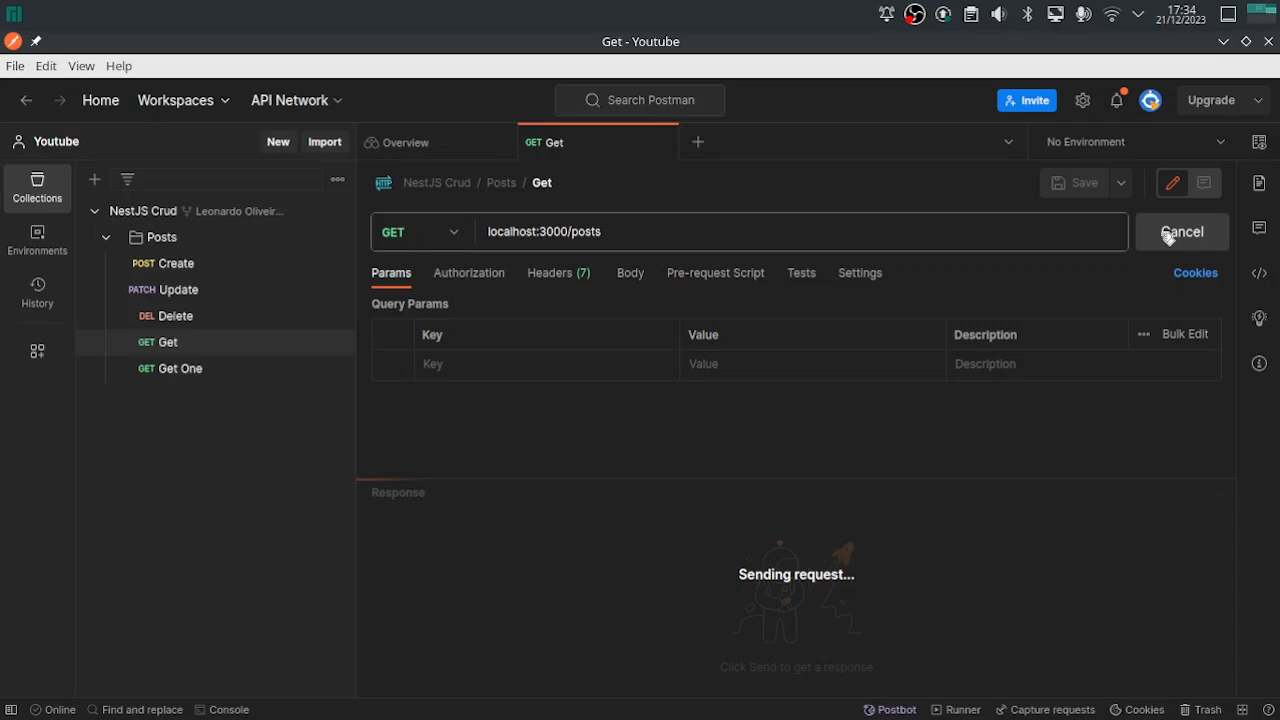 17:34
21/12/2023
Get - Youtube
File Edit View Help
Home Workspaces API Network Search Postman Invite Upgrade
Youtube New Import Overview GET Get No Environment
Collections
Environments
History
NestJS Crud Leonardo Oliveir...
Posts
POST Create
PATCH Update
DEL Delete
GET Get
GET Get One
NestJS Crud / Posts / Get Save
GET localhost:3000/posts Cancel
Params Authorization Headers (7) Body Pre-request Script Tests Settings Cookies
Query Params
Key Value Description Bulk Edit
Key Value Description
Response
Sending request...
Click Send to get a response
Online Find and replace Console Postbot Runner Capture requests Cookies Trash